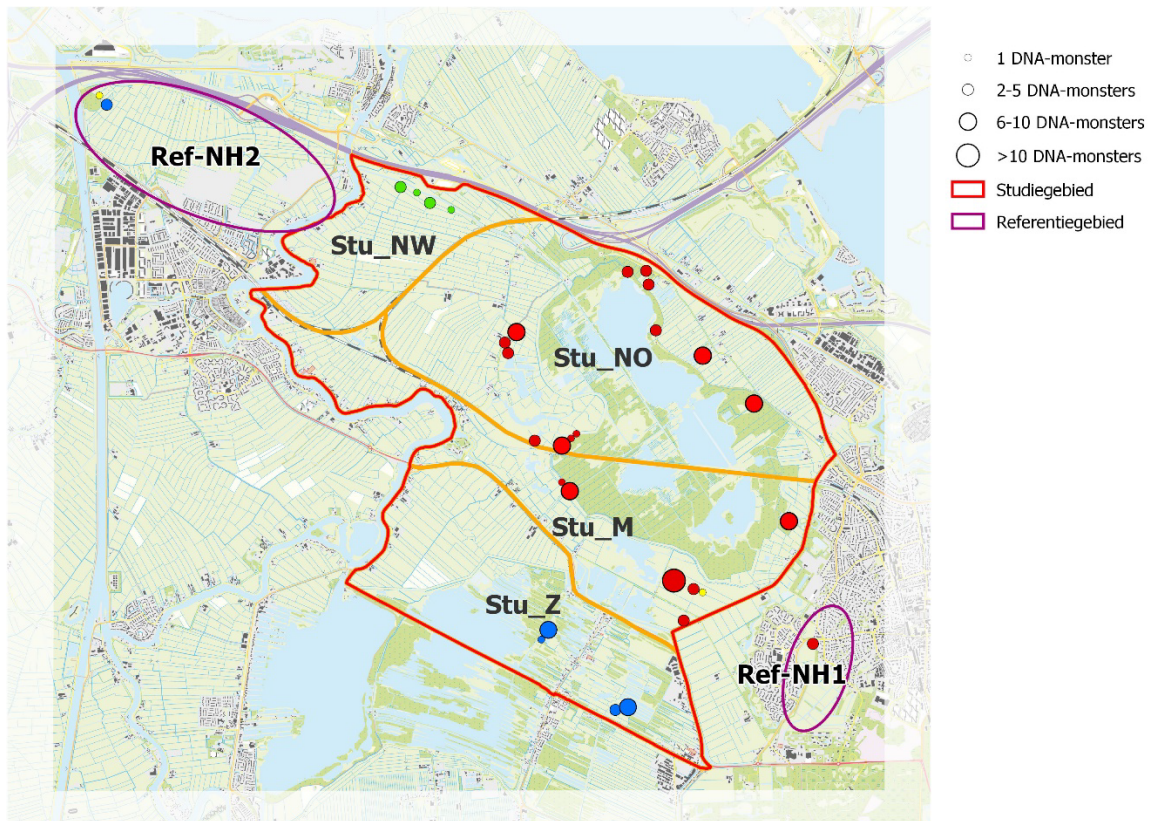 1 DNA-monster
2-5 DNA-monsters
6-10 DNA-monsters
>10 DNA-monsters
Studiegebied
Referentiegebied
Ref-NH2
Stu_NW
Stu_NO
Stu_M
Stu_Z
Ref-NH1